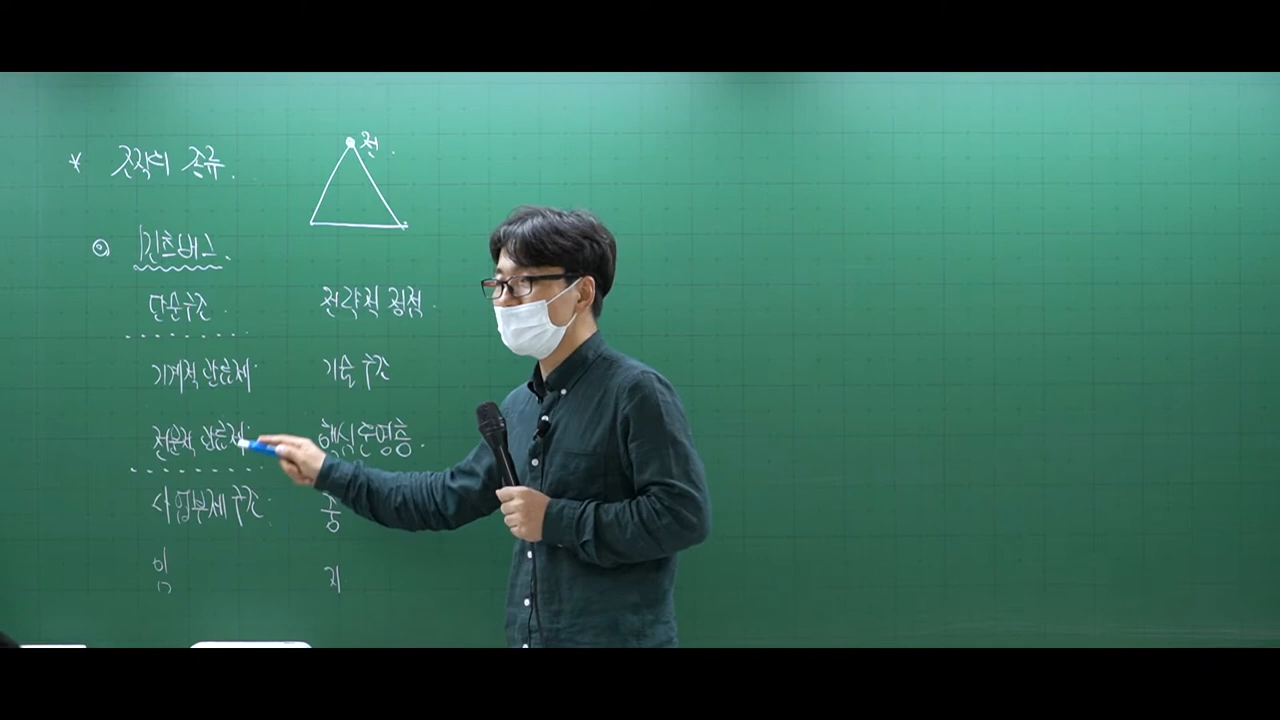 * 조직의 종류.
전.
◎ 민츠버그.
단순구조. 전략적 정점.
기계적 관료제 기술구조
전문적 관료제 핵심운영층.
사업부제 구조. 중
임 지